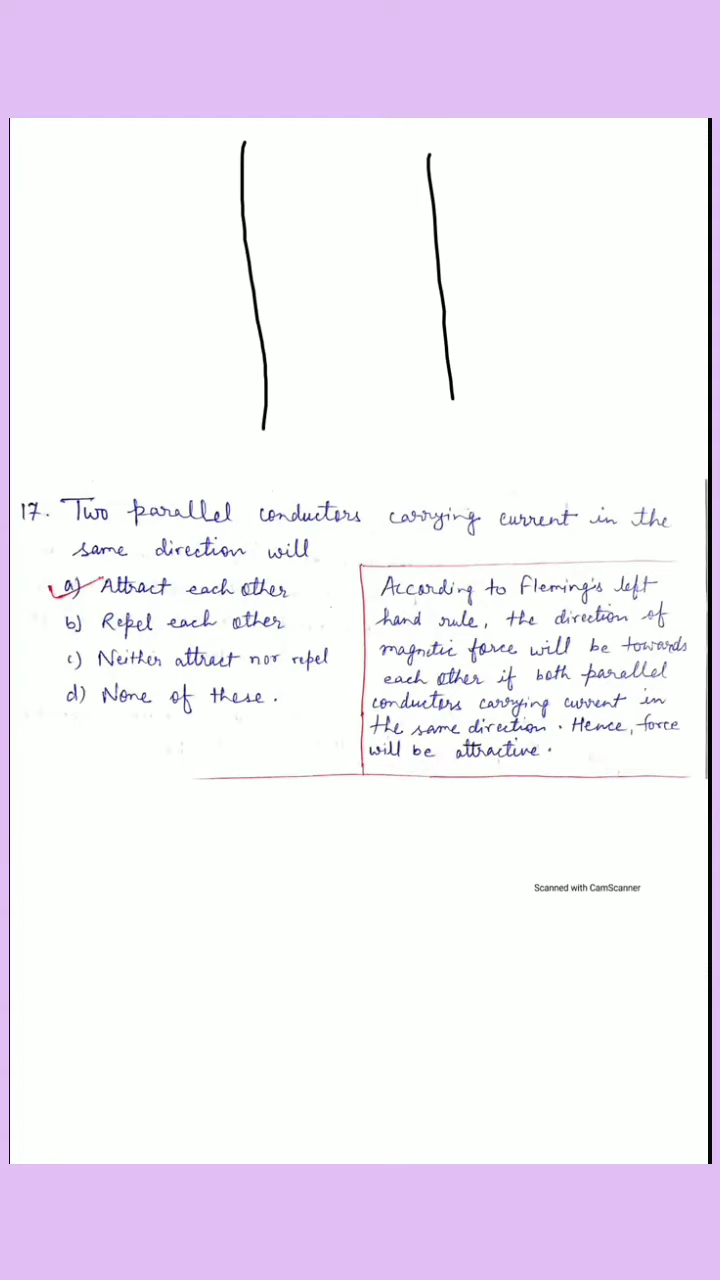 17. Two parallel conductors carrying current in the
same direction will
a) Attract each other
b) Repel each other
c) Neither attract nor repel
d) None of these.
According to Fleming's left
hand rule, the direction of
magnetic force will be towards
each other if both parallel
conductors carrying current in
the same direction. Hence, force
will be attractive.
Scanned with CamScanner